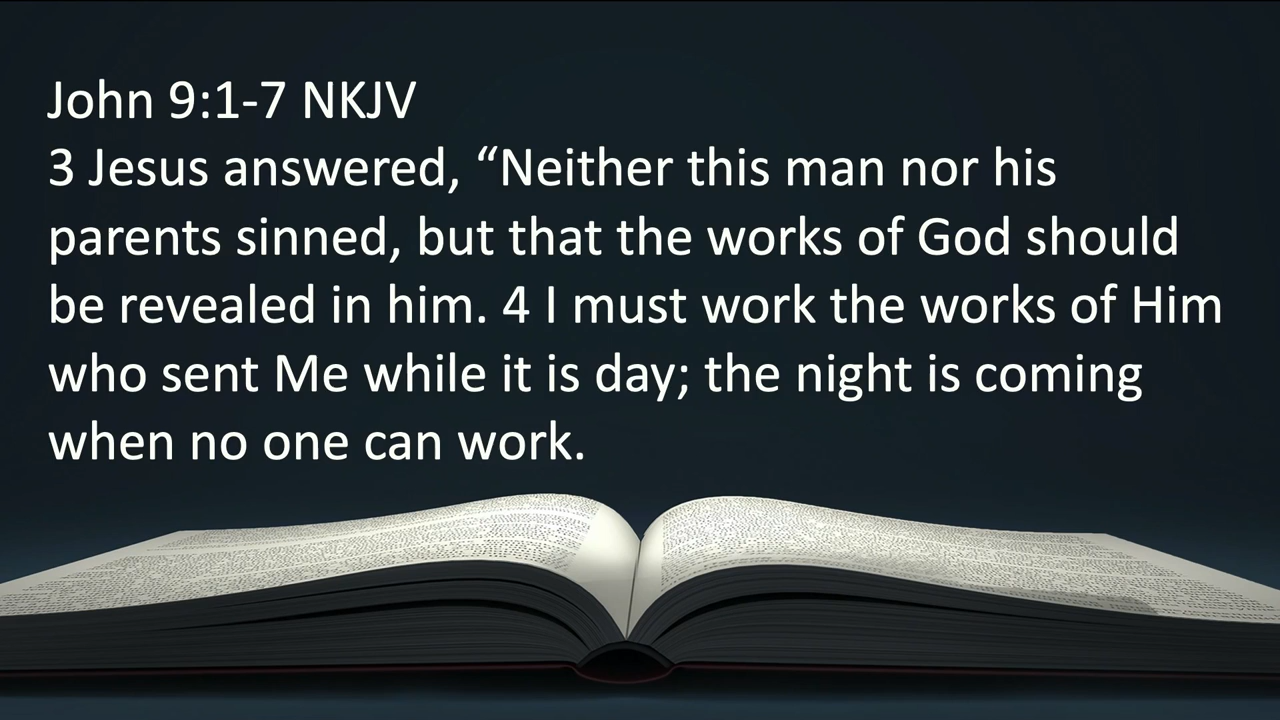 John 9:1-7 NKJV
3 Jesus answered, “Neither this man nor his
parents sinned, but that the works of God should
be revealed in him. 4 I must work the works of Him
who sent Me while it is day; the night is coming
when no one can work.